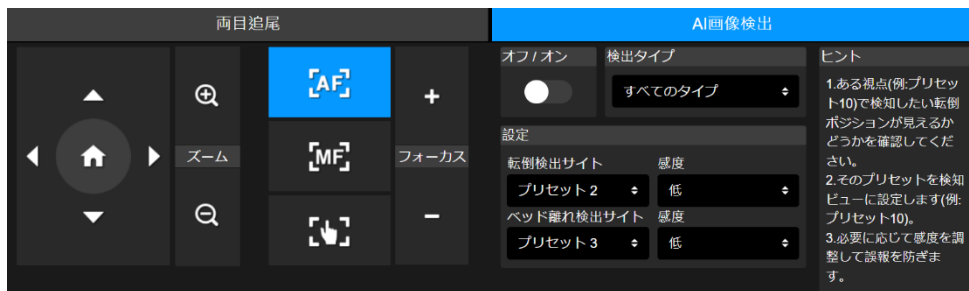 両目追尾
AI画像検出
AF
MF
ズーム
フォーカス
オフ / オン
検出タイプ
すべてのタイプ
設定
転倒検出サイト
感度
プリセット 2
低
ベッド離れ検出サイト
感度
プリセット 3
低
ヒント
1.ある視点(例:プリセッ
ト10)で検知したい転倒
ポジションが見えるか
どうかを確認してくだ
さい。
2.そのプリセットを検知
ビューに設定します(例:
プリセット10)。
3.必要に応じて感度を調
整して誤報を防ぎま
す。